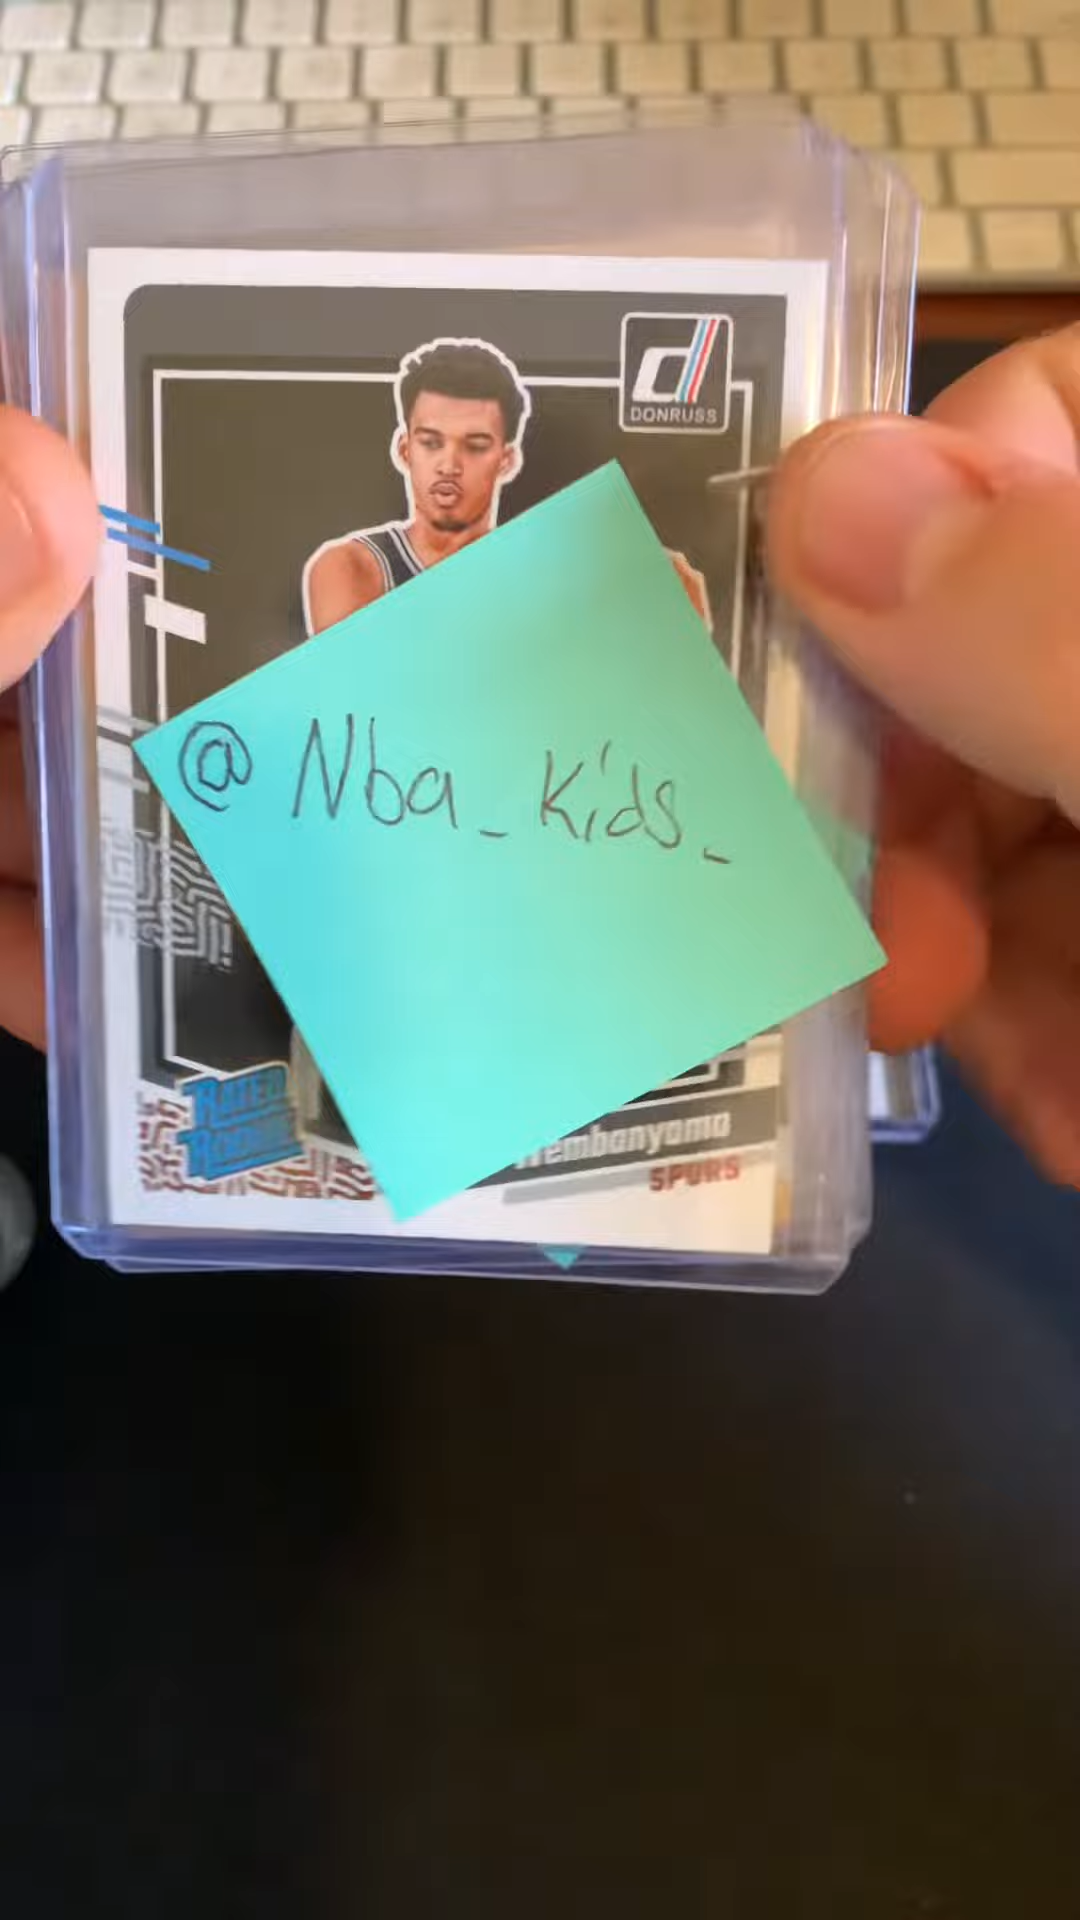 DONRUSS
@ Nba_Kids_
RATED
ROOKIE
Wembanyama
SPURS